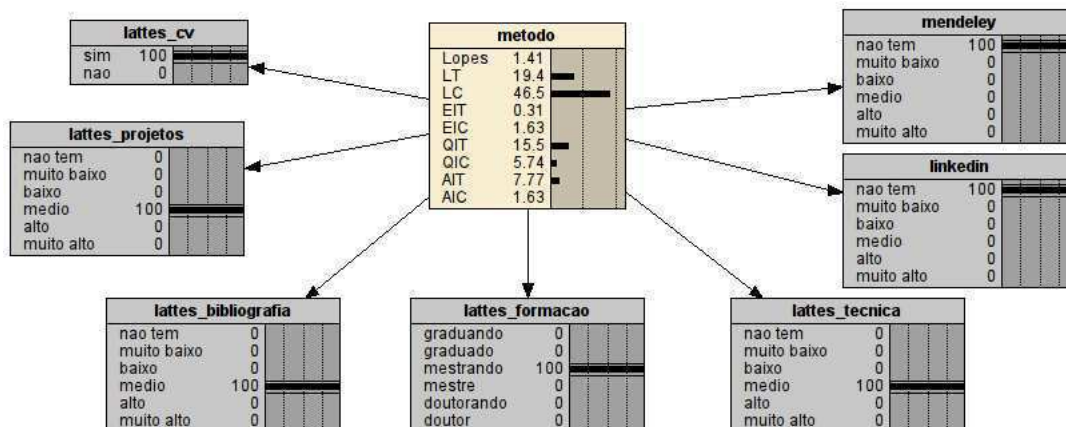 lattes_cv
sim 100
nao 0
metodo
Lopes 1.41
LT 19.4
LC 46.5
EIT 0.31
EIC 1.63
QIT 15.5
QIC 5.74
AIT 7.77
AIC 1.63
mendeley
nao tem 100
muito baixo 0
baixo 0
medio 0
alto 0
muito alto 0
lattes_projetos
nao tem 0
muito baixo 0
baixo 0
medio 100
alto 0
muito alto 0
linkedin
nao tem 100
muito baixo 0
baixo 0
medio 0
alto 0
muito alto 0
lattes_bibliografia
nao tem 0
muito baixo 0
baixo 0
medio 100
alto 0
muito alto 0
lattes_formacao
graduando 0
graduado 0
mestrando 100
mestre 0
doutorando 0
doutor 0
lattes_tecnica
nao tem 0
muito baixo 0
baixo 0
medio 100
alto 0
muito alto 0